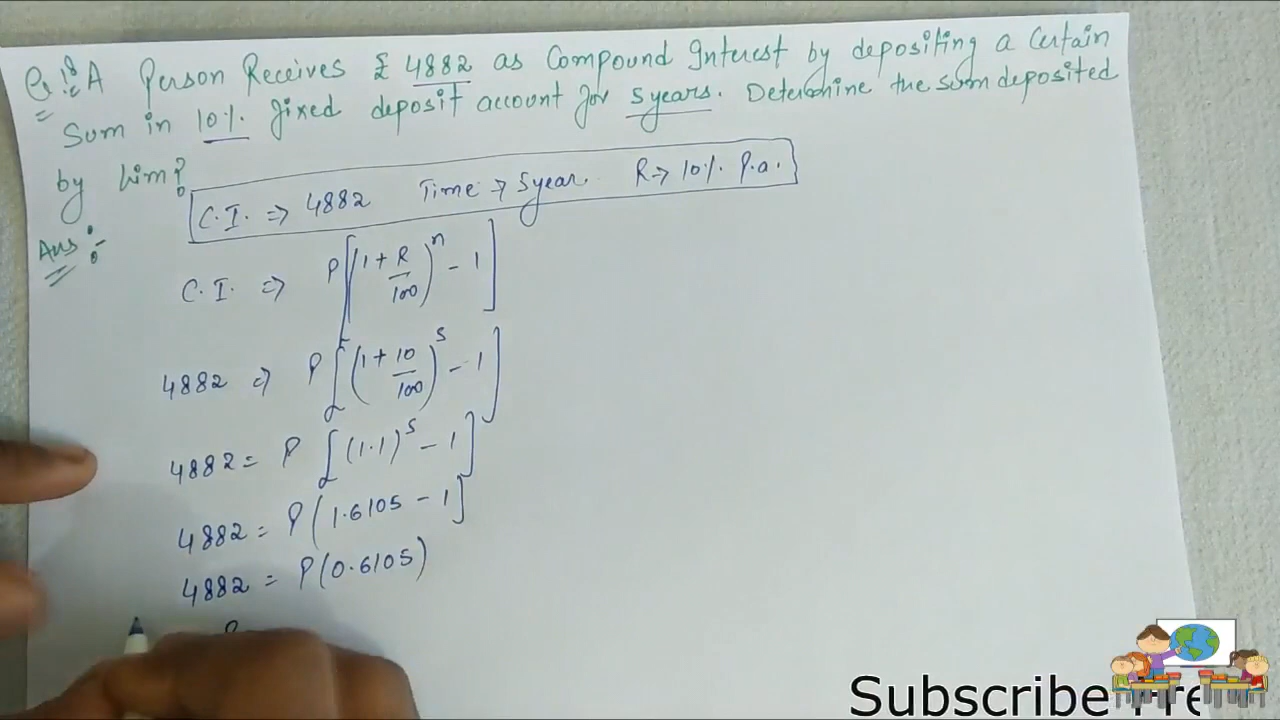 Q.18 A Person Receives ₹ 4882 as Compound Interest by depositing a Certain
Sum in 10%. fixed deposit account for 5 years. Determine the sum deposited
by him?
C.I. => 4882 Time → 5 year. R → 10%. P.a.
Ans:-
C.I. => P[(1 + R/100)^n - 1]
4882 => P[(1 + 10/100)^5 - 1]
4882 = P [(1.1)^5 - 1]
4882 = P(1.6105 - 1]
4882 = P(0.6105)
Subscribe